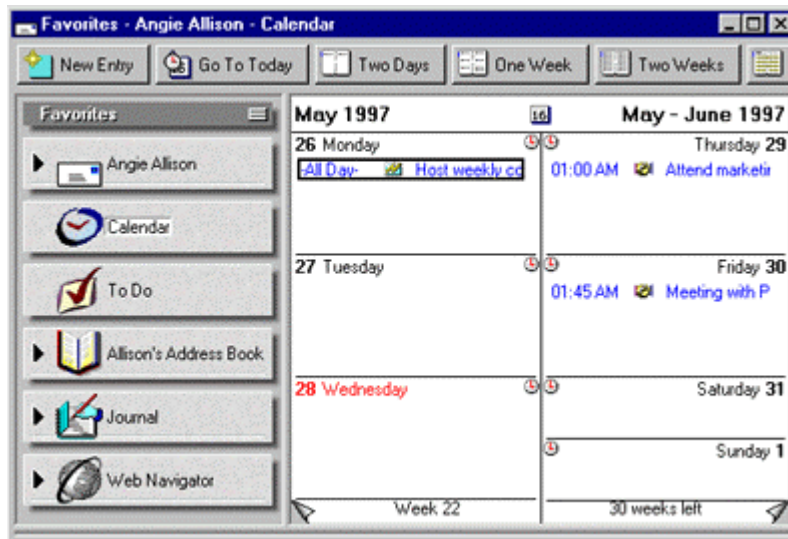 Favorites - Angie Allison - Calendar
New Entry Go To Today Two Days One Week Two Weeks
Favorites
Angie Allison
Calendar
To Do
Allison's Address Book
Journal
Web Navigator
May 1997 16 May - June 1997
26 Monday
-All Day- Host weekly co
27 Tuesday
28 Wednesday
Week 22
Thursday 29
01:00 AM Attend marketin
Friday 30
01:45 AM Meeting with P
Saturday 31
Sunday 1
30 weeks left